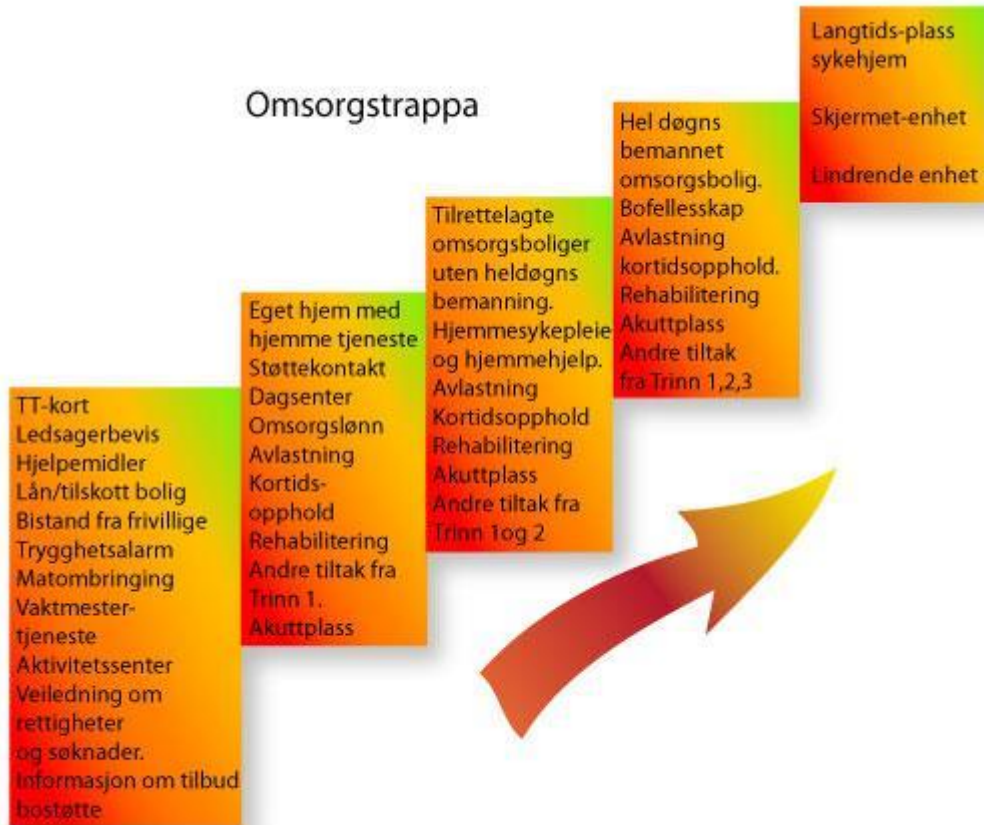 Omsorgstrappa
TT-kort
Ledsagerbevis
Hjelpemidler
Lån/tilskott bolig
Bistand fra frivillige
Trygghetsalarm
Matombringing
Vaktmester-
tjeneste
Aktivitetssenter
Veiledning om
rettigheter
og søknader.
Informasjon om tilbud
bostøtte
Eget hjem med
hjemme tjeneste
Støttekontakt
Dagsenter
Omsorgslønn
Avlastning
Kortids-
opphold
Rehabilitering
Andre tiltak fra
Trinn 1.
Akuttplass
Tilrettelagte
omsorgsboliger
uten heldøgns
bemanning.
Hjemmesykepleie
og hjemmehjelp.
Avlastning
Kortidsopphold
Rehabilitering
Akuttplass
Andre tiltak fra
Trinn 1og 2
Hel døgns
bemannet
omsorgsbolig.
Bofellesskap
Avlastning
kortidsopphold.
Rehabilitering
Akuttplass
Andre tiltak
fra Trinn 1,2,3
Langtids-plass
sykehjem
Skjermet-enhet
Lindrende enhet